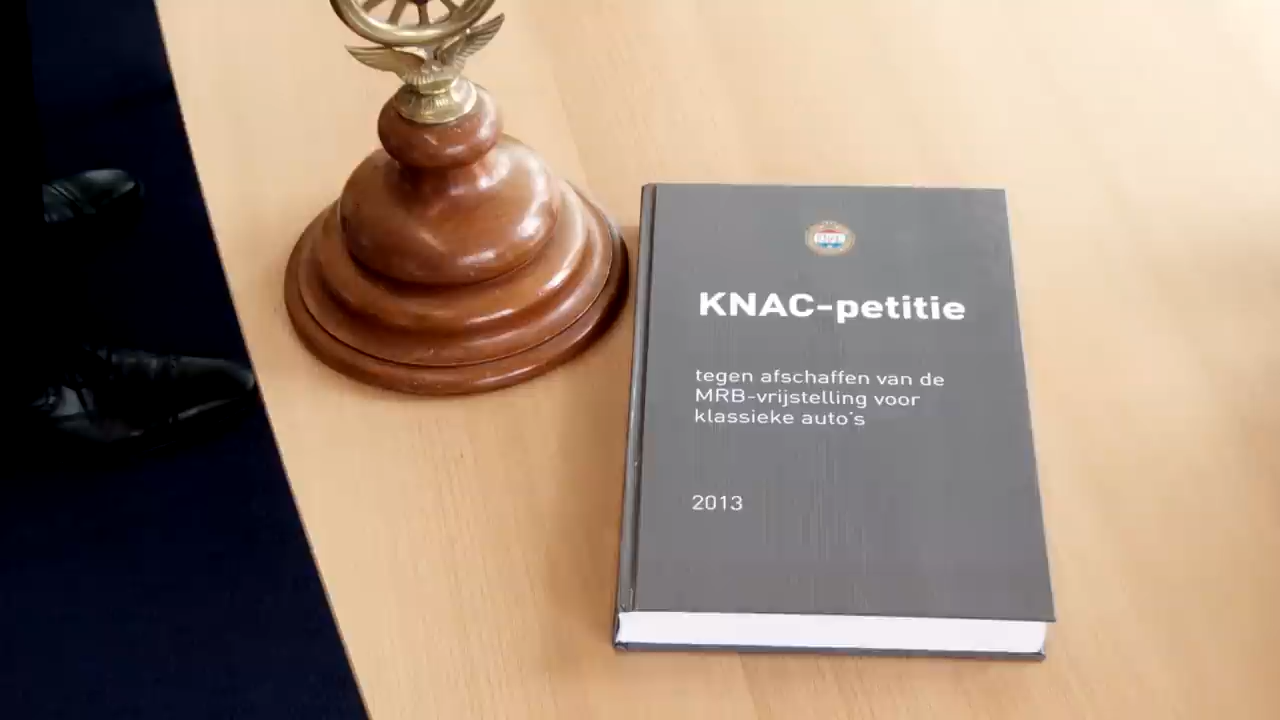 KNAC-petitie
tegen afschaffen van de
MRB-vrijstelling voor
klassieke auto's
2013